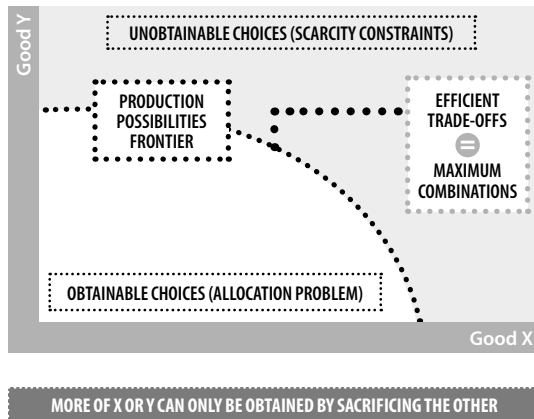 Good Y
UNOBTAINABLE CHOICES (SCARCITY CONSTRAINTS)
PRODUCTION
POSSIBILITIES
FRONTIER
EFFICIENT
TRADE-OFFS
=
MAXIMUM
COMBINATIONS
OBTAINABLE CHOICES (ALLOCATION PROBLEM)
Good X
MORE OF X OR Y CAN ONLY BE OBTAINED BY SACRIFICING THE OTHER